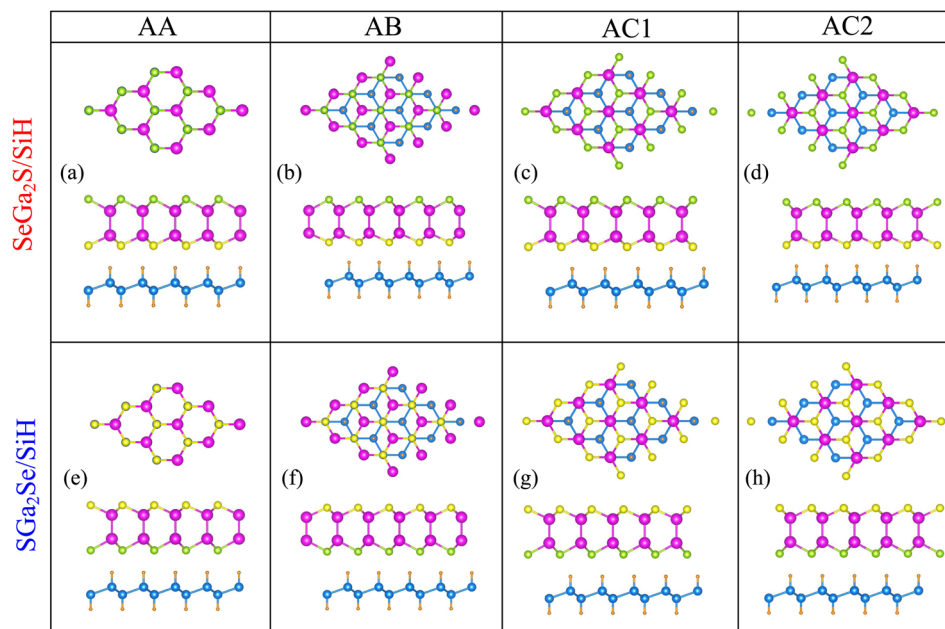 AA AB AC1 AC2
SeGa₂S/SiH
(a) (b) (c) (d)
SGa₂Se/SiH
(e) (f) (g) (h)